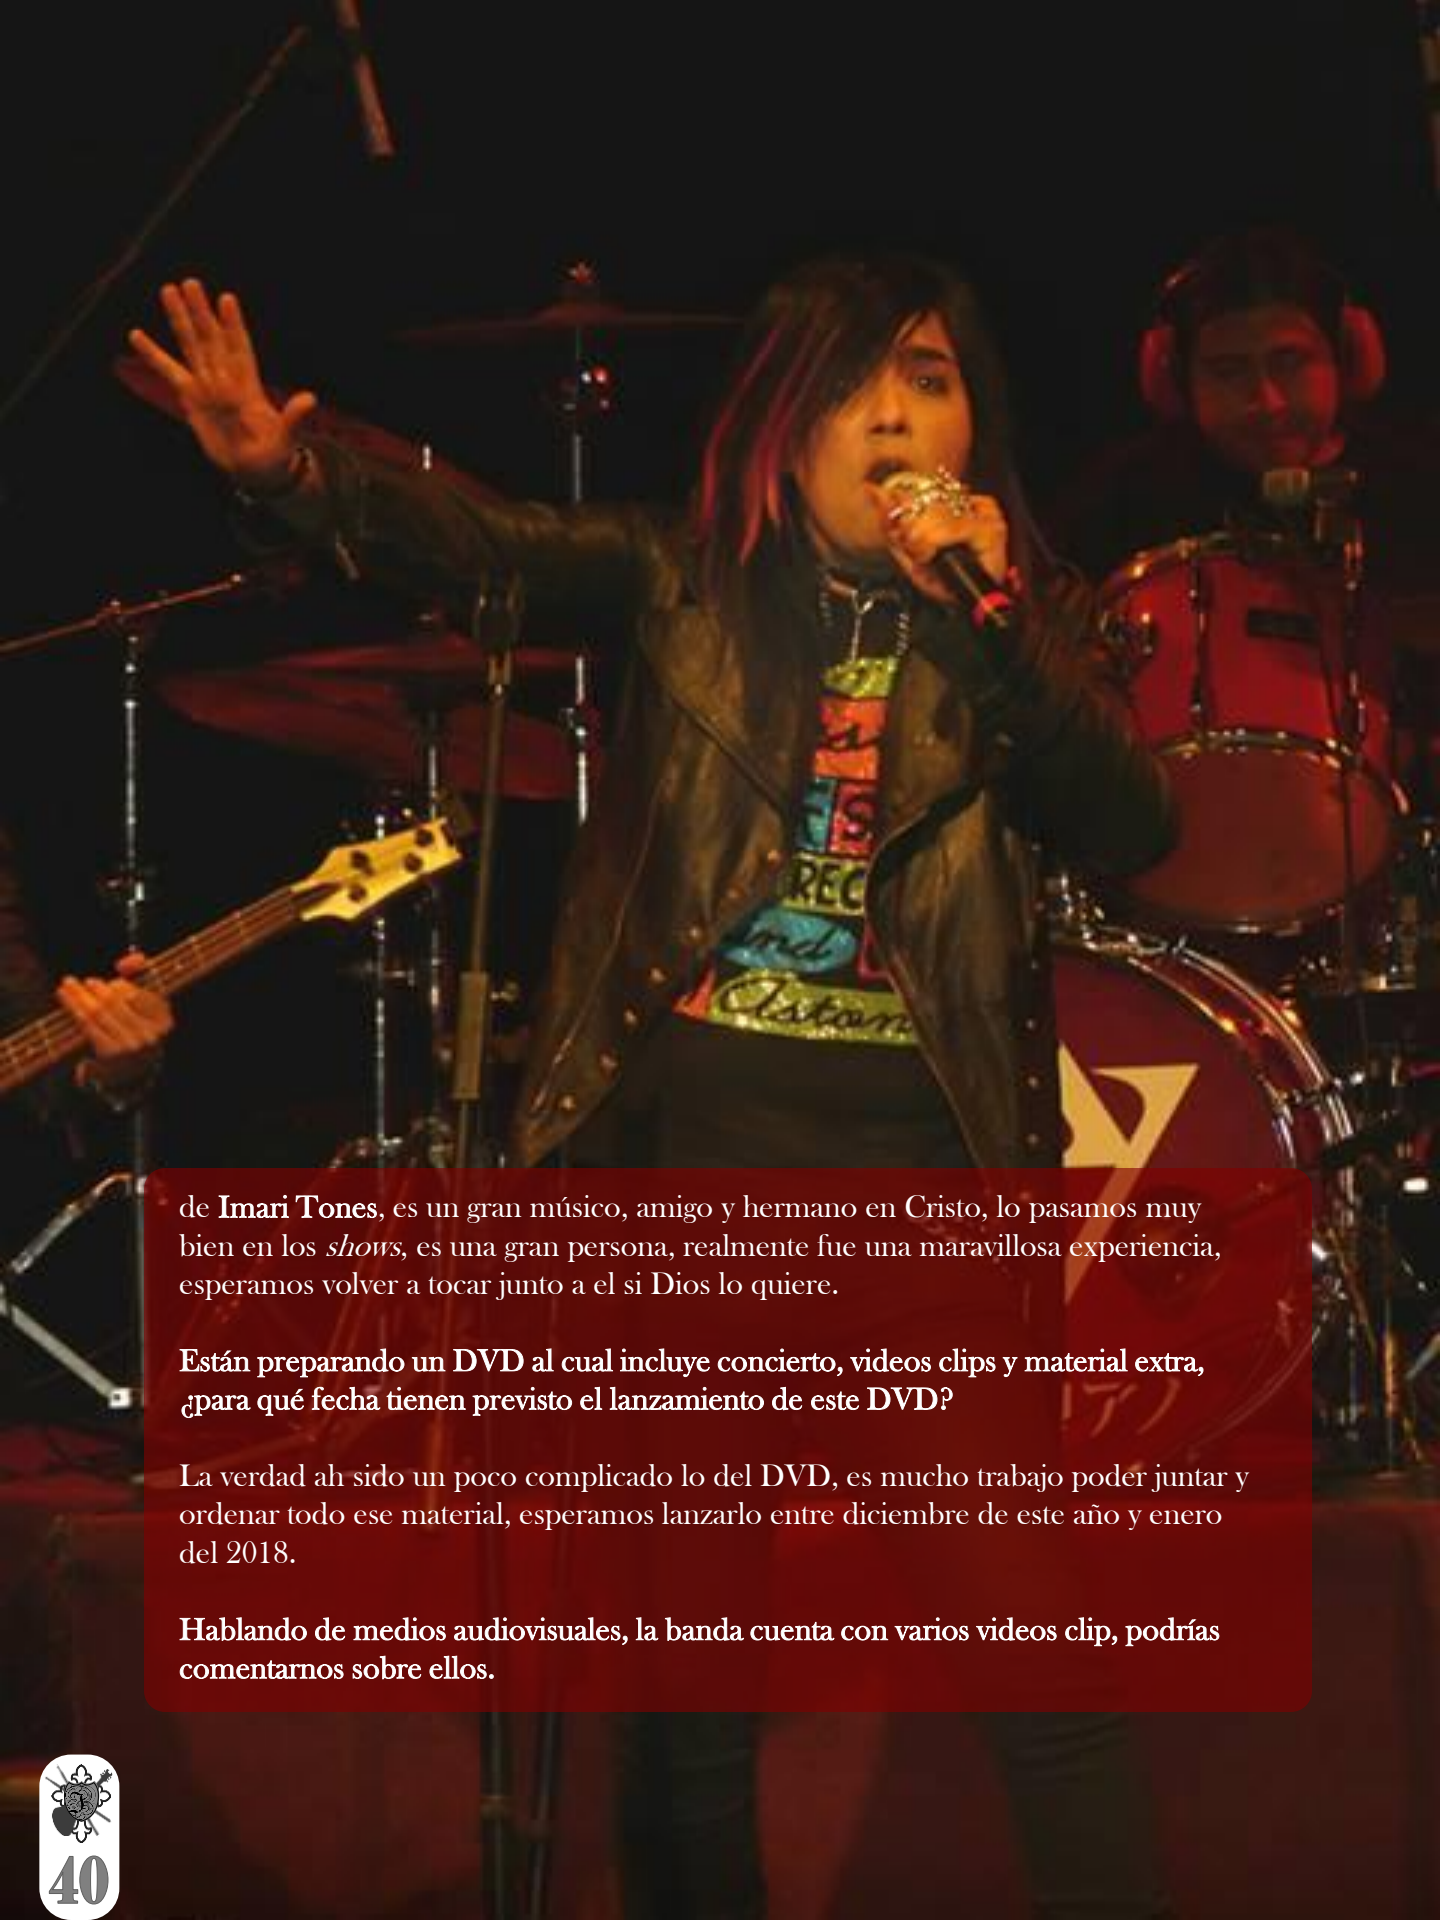 REC
and
de Imari Tones, es un gran músico, amigo y hermano en Cristo, lo pasamos muy
bien en los shows, es una gran persona, realmente fue una maravillosa experiencia,
esperamos volver a tocar junto a el si Dios lo quiere.
Están preparando un DVD al cual incluye concierto, videos clips y material extra,
¿para qué fecha tienen previsto el lanzamiento de este DVD?
La verdad ah sido un poco complicado lo del DVD, es mucho trabajo poder juntar y
ordenar todo ese material, esperamos lanzarlo entre diciembre de este año y enero
del 2018.
Hablando de medios audiovisuales, la banda cuenta con varios videos clip, podrías
comentarnos sobre ellos.
40